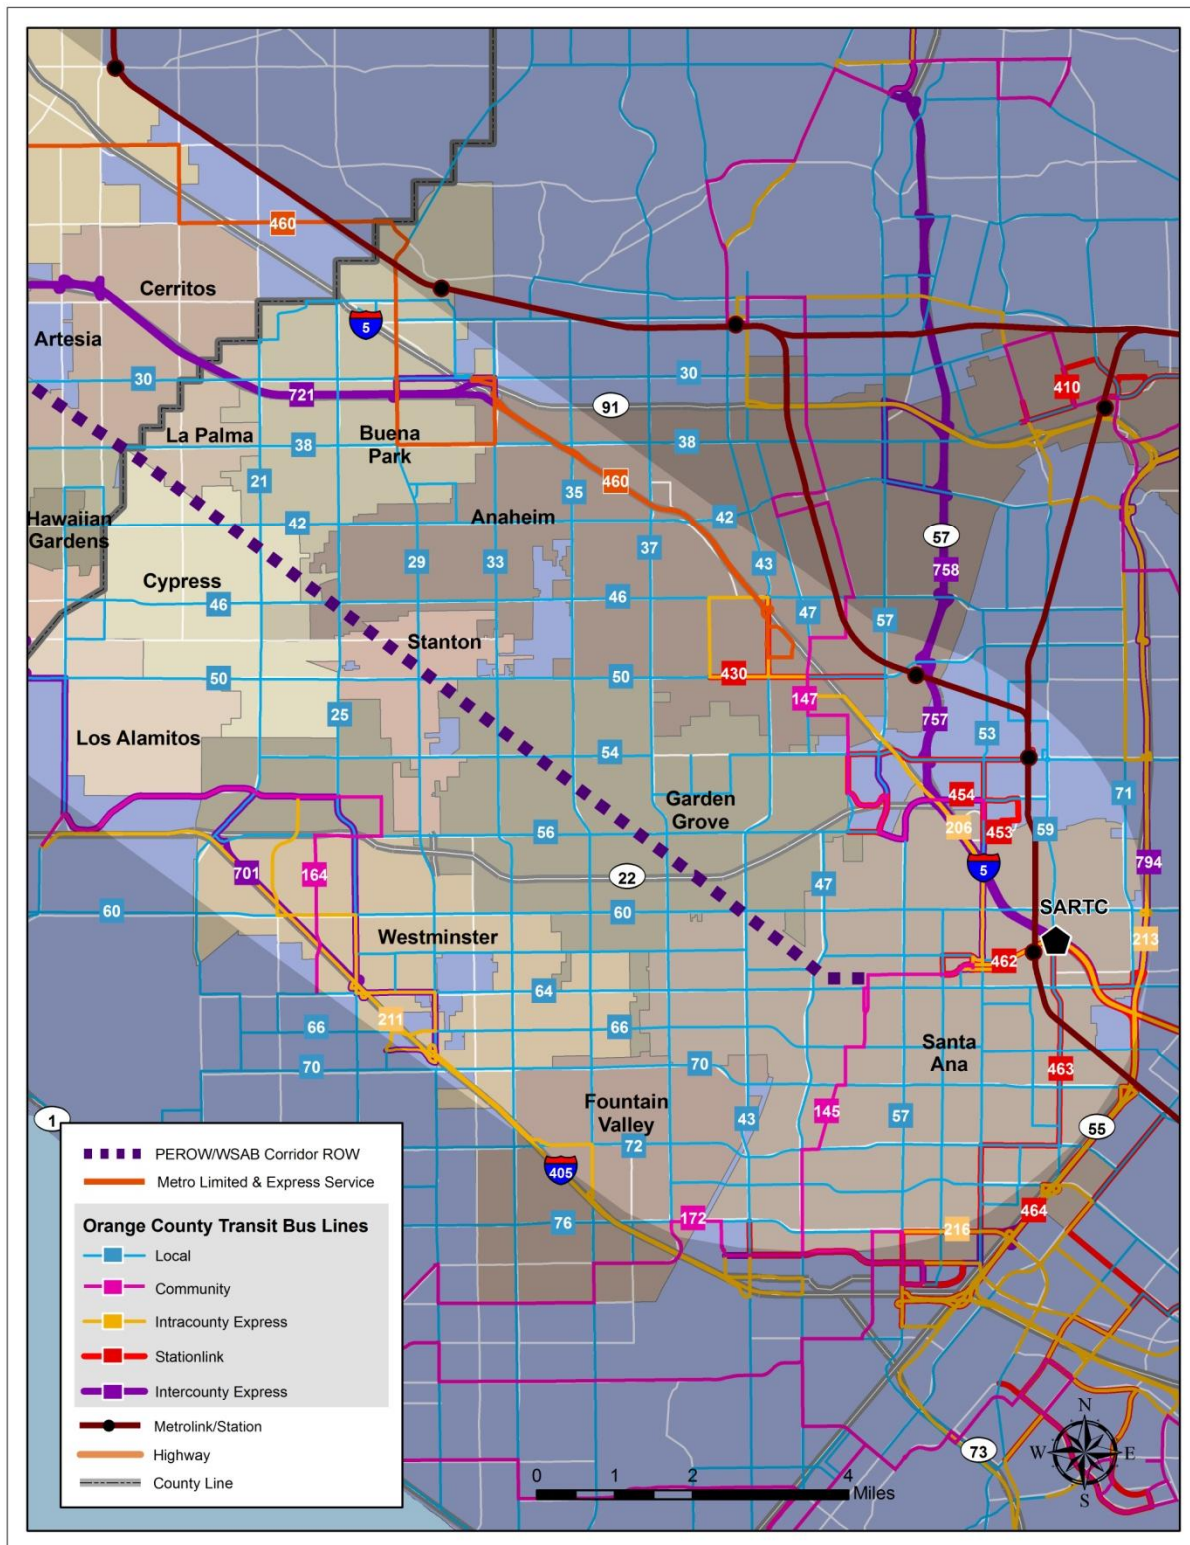 460
Cerritos
5
Artesia
30
30
410
721
91
La Palma
Buena
Park
38
38
21
35
460
Hawaiian
Gardens
42
Anaheim
42
57
29
33
37
43
758
Cypress
46
46
47
57
Stanton
50
50
430
147
25
757
53
Los Alamitos
54
71
454
Garden
Grove
56
206
453
59
701
164
22
47
5
794
60
60
SARTC
Westminster
213
462
64
211
66
66
Santa
Ana
70
70
463
Fountain
Valley
43
145
57
1
55
72
405
76
172
216
464
PEROW/WSAB Corridor ROW
Metro Limited & Express Service
Orange County Transit Bus Lines
Local
Community
Intracounty Express
Stationlink
Intercounty Express
Metrolink/Station
Highway
County Line
0 1 2 4
Miles
73
N
W E
S